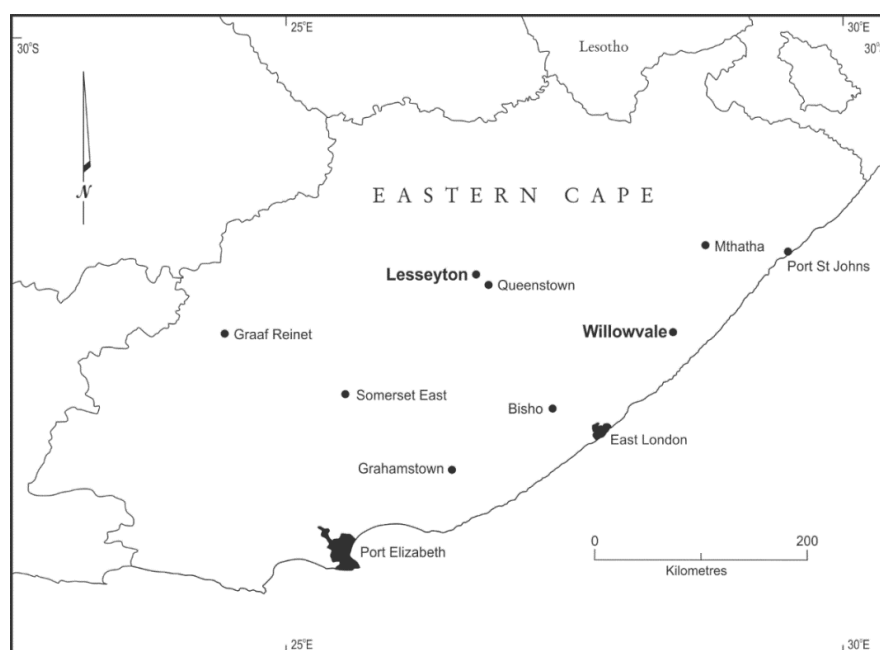 25°E
30°E
30°S
30°S
Lesotho
N
EASTERN CAPE
Mthatha
Port St Johns
Lesseyton
Queenstown
Willowvale
Graaf Reinet
Somerset East
Bisho
East London
Grahamstown
Port Elizabeth
0
200
Kilometres
25°E
30°E